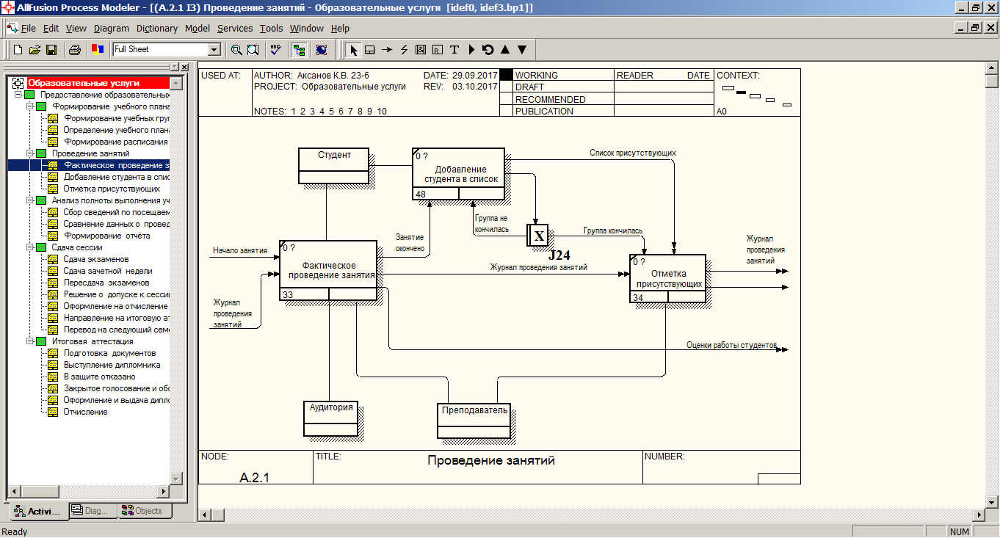 AllFusion Process Modeler - [(A.2.1 I3) Проведение занятий - Образовательные услуги [idef0, idef3.bp1]]
File Edit View Diagram Dictionary Model Services Tools Window Help
Full Sheet
ABC
R
T
Образовательные услуги
Предоставление образовательных
Формирование учебного плана
Формирование учебных груп
Определение учебного плана
Формирование расписания
Проведение занятий
Фактическое проведение з
Добавление студента в спис
Отметка присутствующих
Анализ полноты выполнения уч
Сбор сведений по посещаем
Сравнение данных о провед
Формирование отчёта
Сдача сессии
Сдача экзаменов
Сдача зачетной недели
Пересдача экзаменов
Решение о допуске к сесси
Оформление на отчисление
Направление на итоговую ат
Перевод на следующий семе
Итоговая аттестация
Подготовка документов
Выступление дипломника
В защите отказано
Закрытое голосование и обс
Оформление и выдача дипло
Отчисление
Activi... Diag... Objects
USED AT:
AUTHOR: Аксанов К.В. 23-6
DATE: 29.09.2017
PROJECT: Образовательные услуги
REV: 03.10.2017
NOTES: 1 2 3 4 5 6 7 8 9 10
WORKING
DRAFT
RECOMMENDED
PUBLICATION
READER DATE
CONTEXT:
A0
Студент
0 ?
Добавление
студента в список
48
Список присутствующих
Группа не
кончилась
X
J24
Группа кончилась
Занятие
окончено
Начало занятия
0 ?
Фактическое
проведение занятия
33
Журнал проведения занятий
Журнал
проведения
занятий
0 ?
Отметка
присутствующих
34
Журнал
проведения
занятий
Оценки работы студентов
Аудитория
Преподаватель
NODE:
A.2.1
TITLE:
Проведение занятий
NUMBER:
Ready
NUM